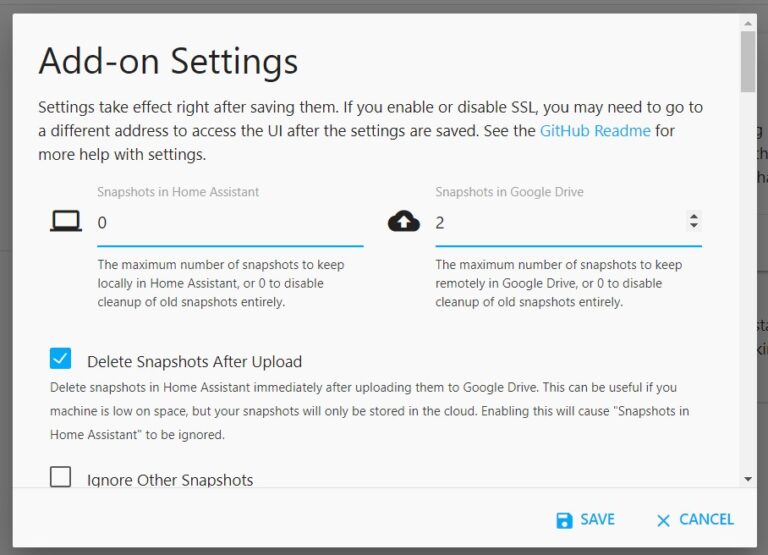 Add-on Settings
Settings take effect right after saving them. If you enable or disable SSL, you may need to go to
a different address to access the UI after the settings are saved. See the GitHub Readme for
more help with settings.
Snapshots in Home Assistant
Snapshots in Google Drive
0
2
The maximum number of snapshots to keep
locally in Home Assistant, or 0 to disable
cleanup of old snapshots entirely.
The maximum number of snapshots to keep
remotely in Google Drive, or 0 to disable
cleanup of old snapshots entirely.
Delete Snapshots After Upload
Delete snapshots in Home Assistant immediately after uploading them to Google Drive. This can be useful if you
machine is low on space, but your snapshots will only be stored in the cloud. Enabling this will cause "Snapshots in
Home Assistant" to be ignored.
Ignore Other Snapshots
SAVE
CANCEL